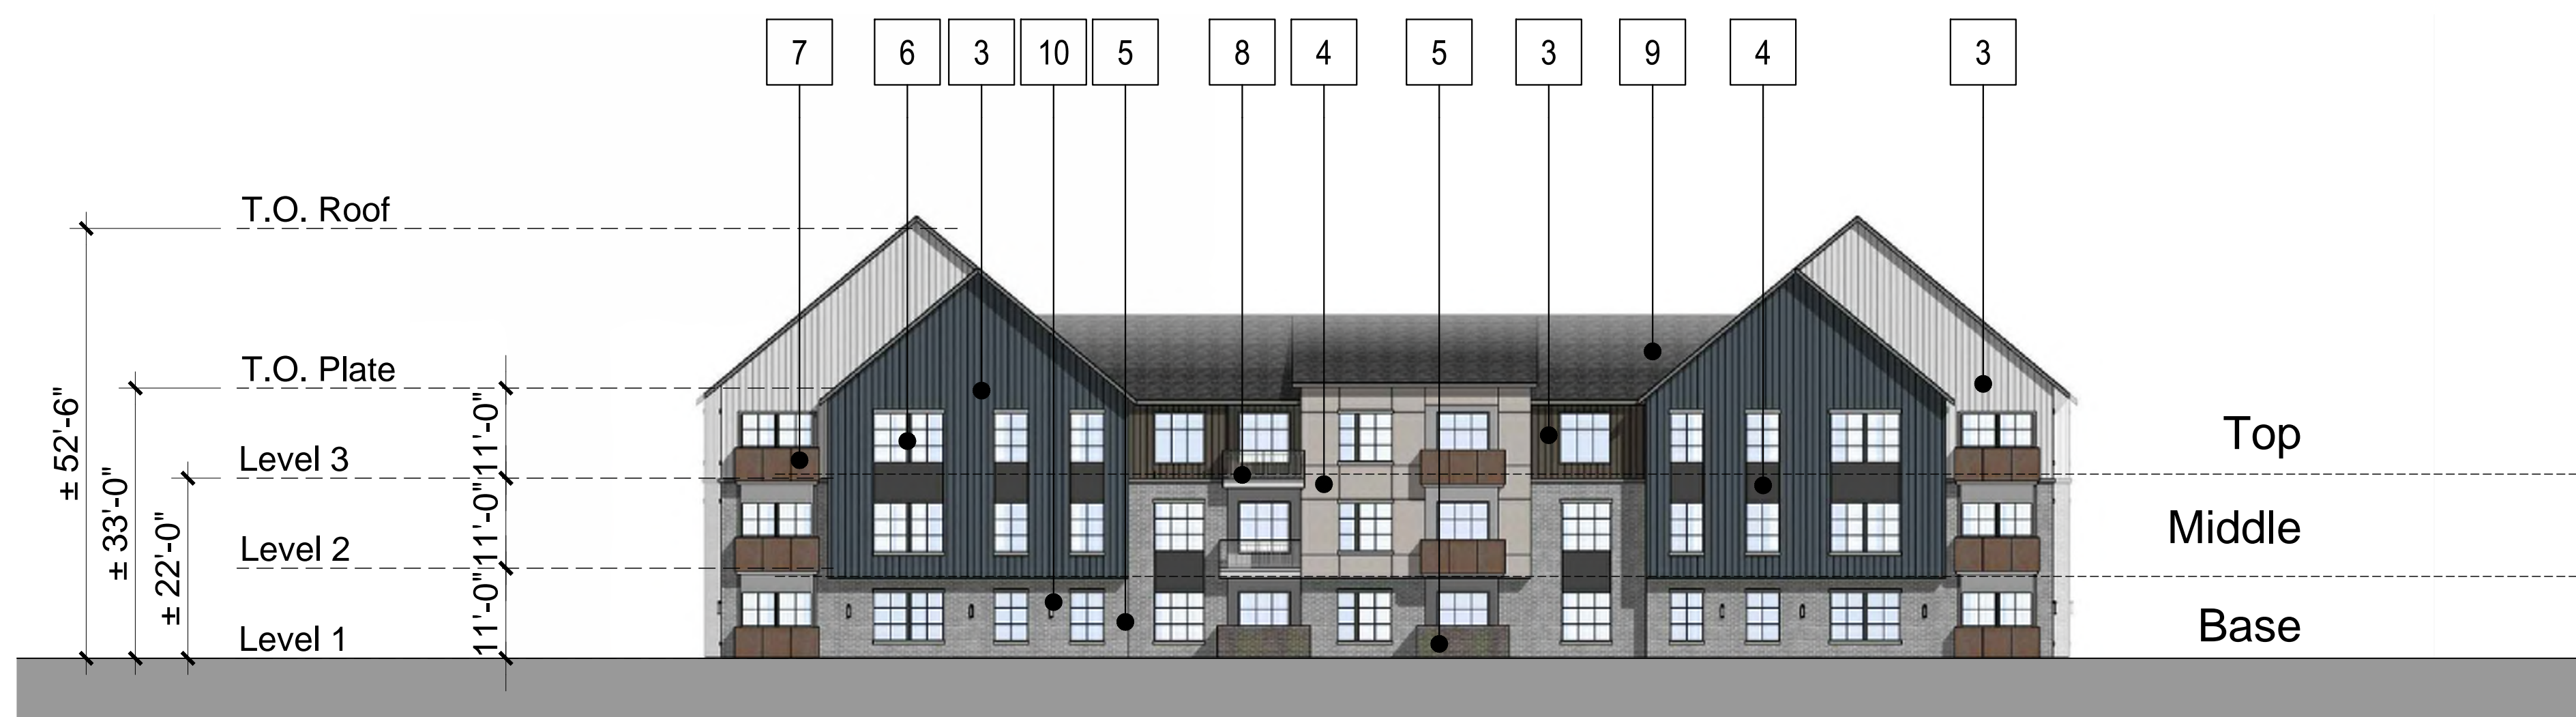 7 6 3 10 5 8 4 5 3 9 4 3
T.O. Roof
T.O. Plate
Level 3
Level 2
Level 1
± 52'-6"
± 33'-0"
± 22'-0"
11'-0"
11'-0"
11'-0"
Top
Middle
Base